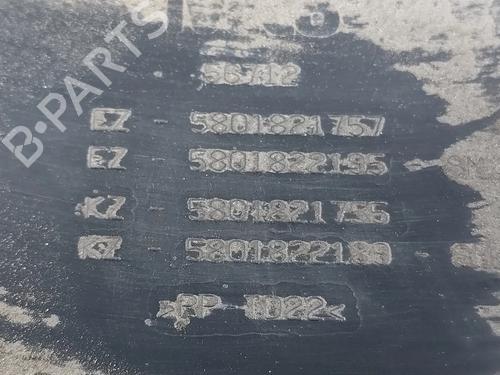 B-PARTS
56712
EZ - 5801821757
EZ - 5801822195
KZ - 5801821756
KZ - 5801822189
>PP-TD22<